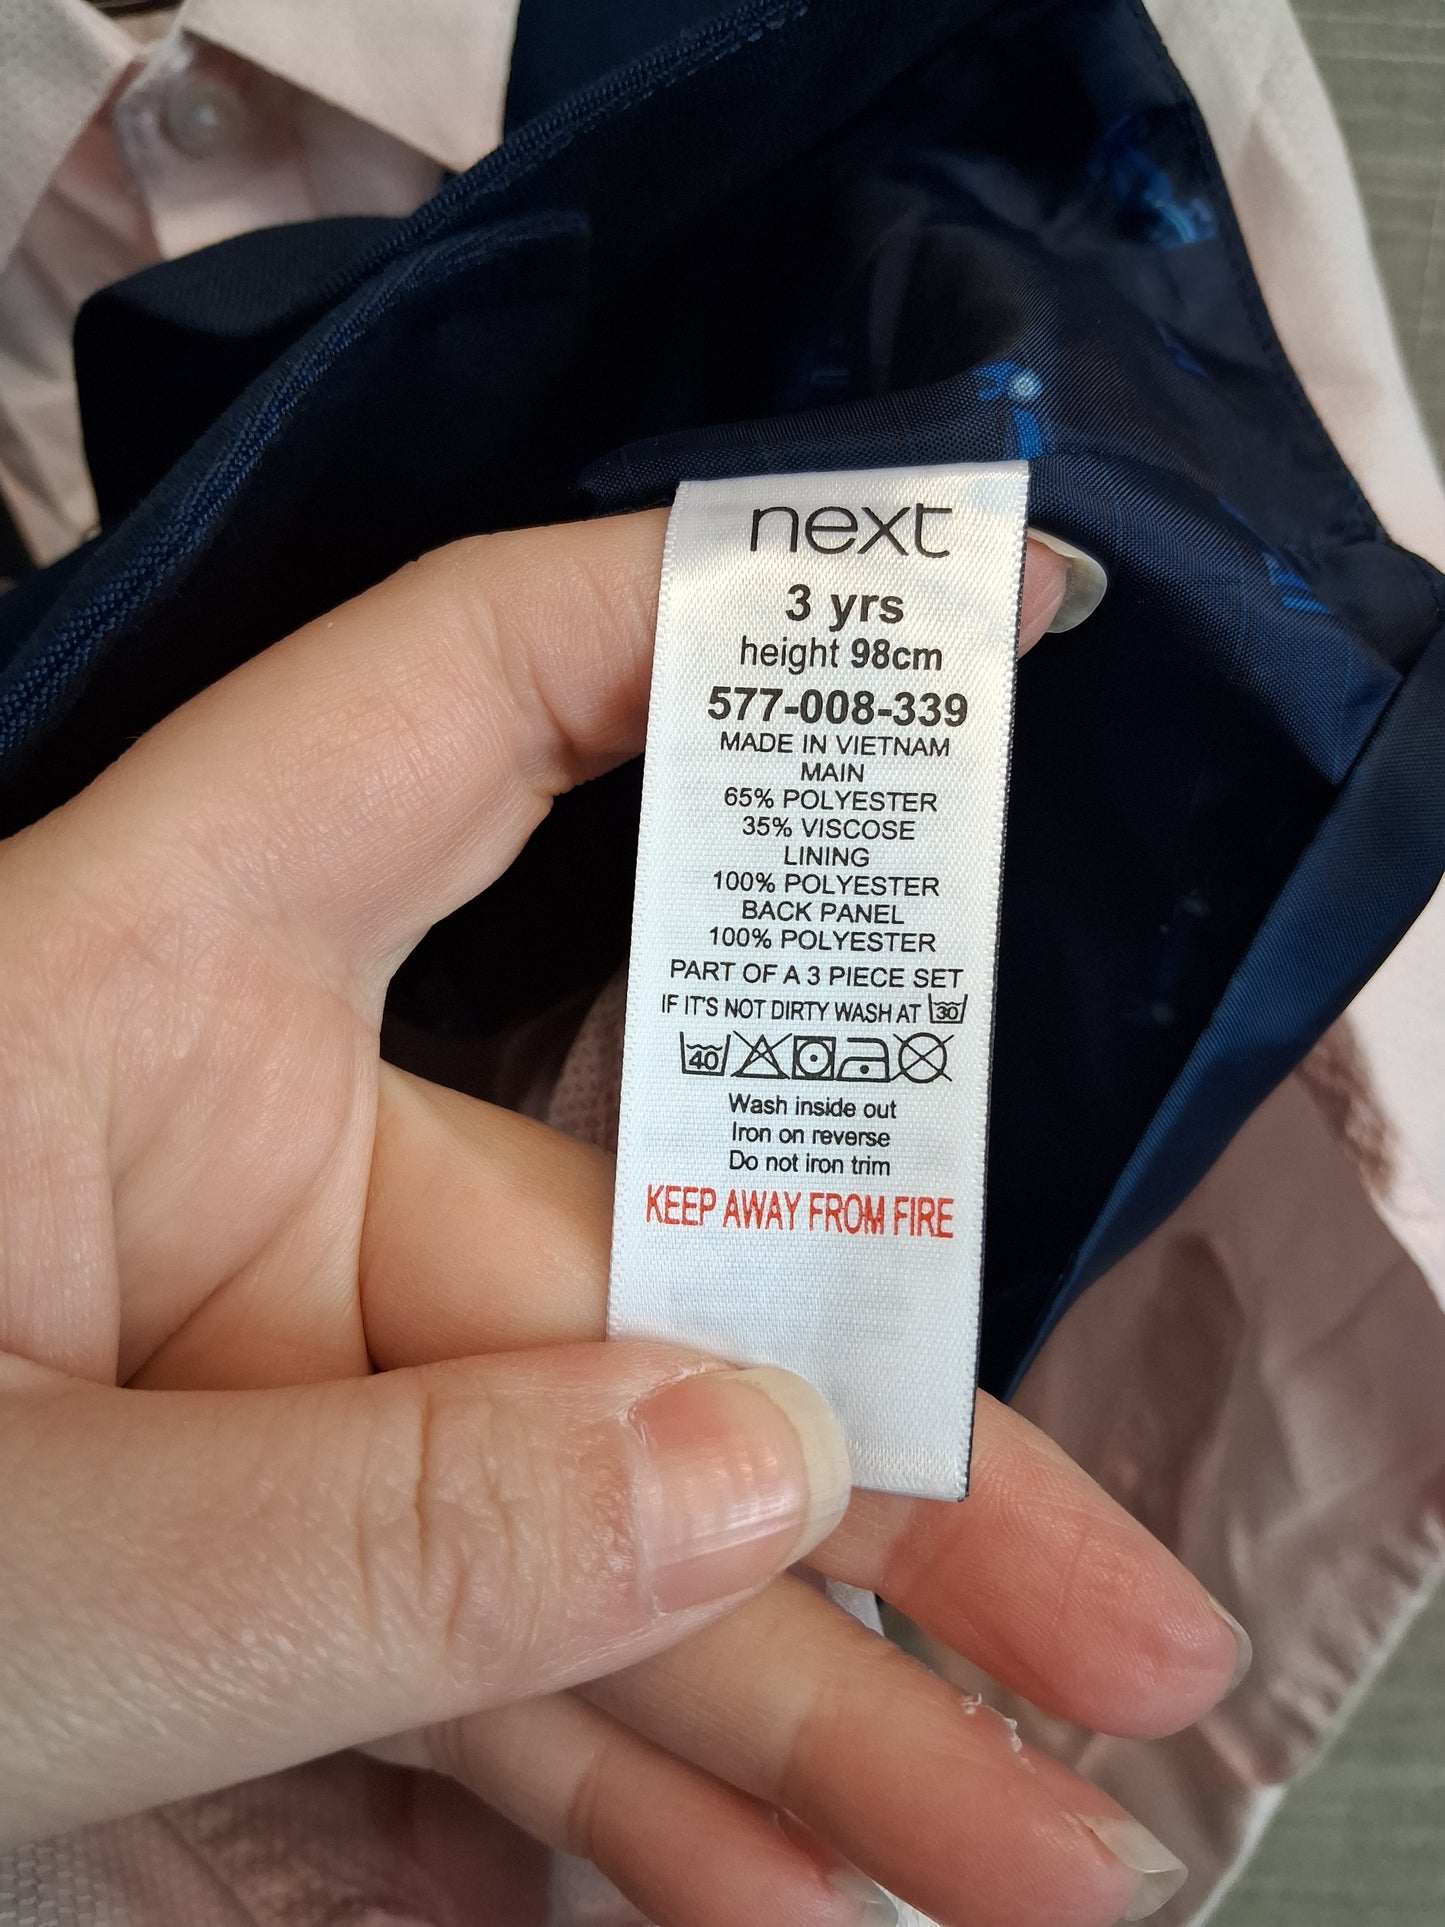 next
3 yrs
height 98cm
577-008-339
MADE IN VIETNAM
MAIN
65% POLYESTER
35% VISCOSE
LINING
100% POLYESTER
BACK PANEL
100% POLYESTER
PART OF A 3 PIECE SET
IF IT'S NOT DIRTY WASH AT 30
40
Wash inside out
Iron on reverse
Do not iron trim
KEEP AWAY FROM FIRE